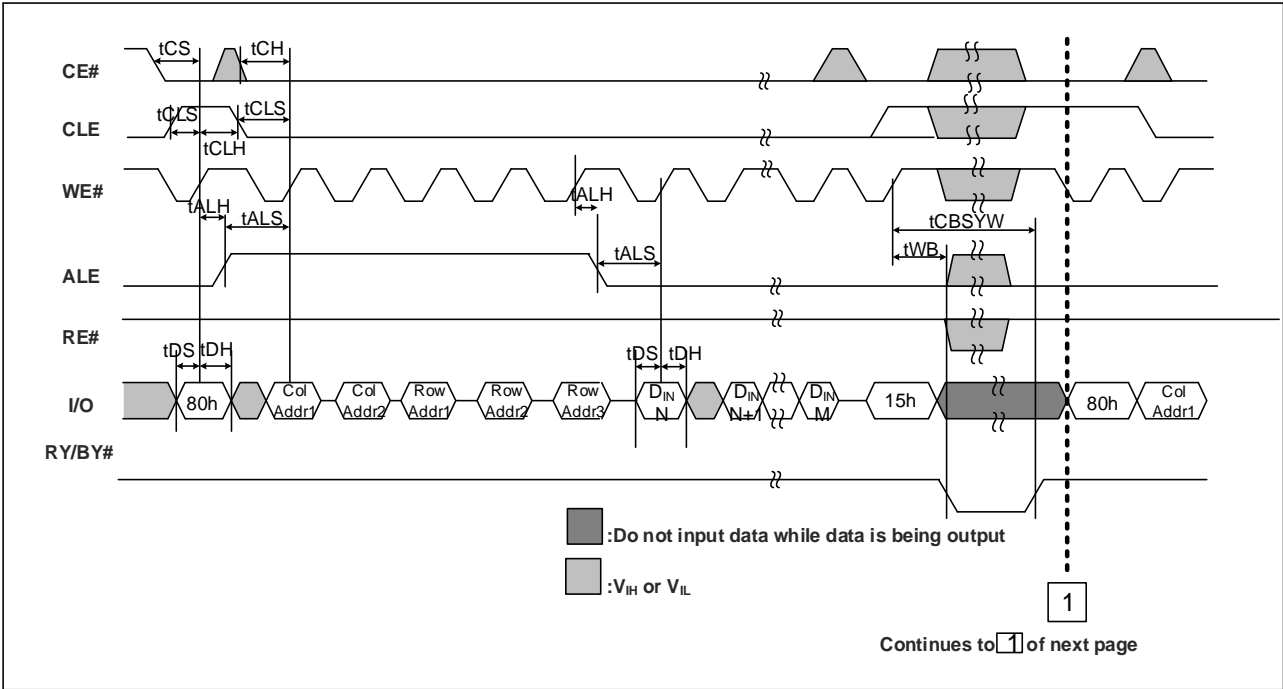 tCS tCH
CE#
tCLS tCLS
CLE
tCLH
WE#
tALH tALH
tALS tCBSYW
tALS tWB
ALE
RE#
tDS tDH tDS tDH
I/O 80h Col Addr1 Col Addr2 Row Addr1 Row Addr2 Row Addr3 DIN N DIN N+1 DIN M 15h 80h Col Addr1
RY/BY#
:Do not input data while data is being output
:VIH or VIL
1
Continues to 1 of next page